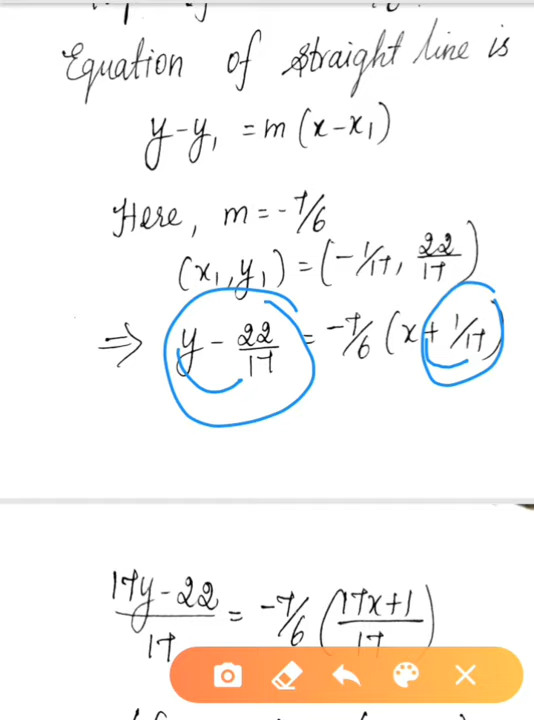 Equation of straight line is
y-y₁ = m (x-x₁)
Here, m = -7/6
(x₁,y₁) = (-1/17, 22/17)
⇒ y - 22/17 = -7/6 (x + 1/17)
17y-22/17 = -7/6 (17x+1/17)